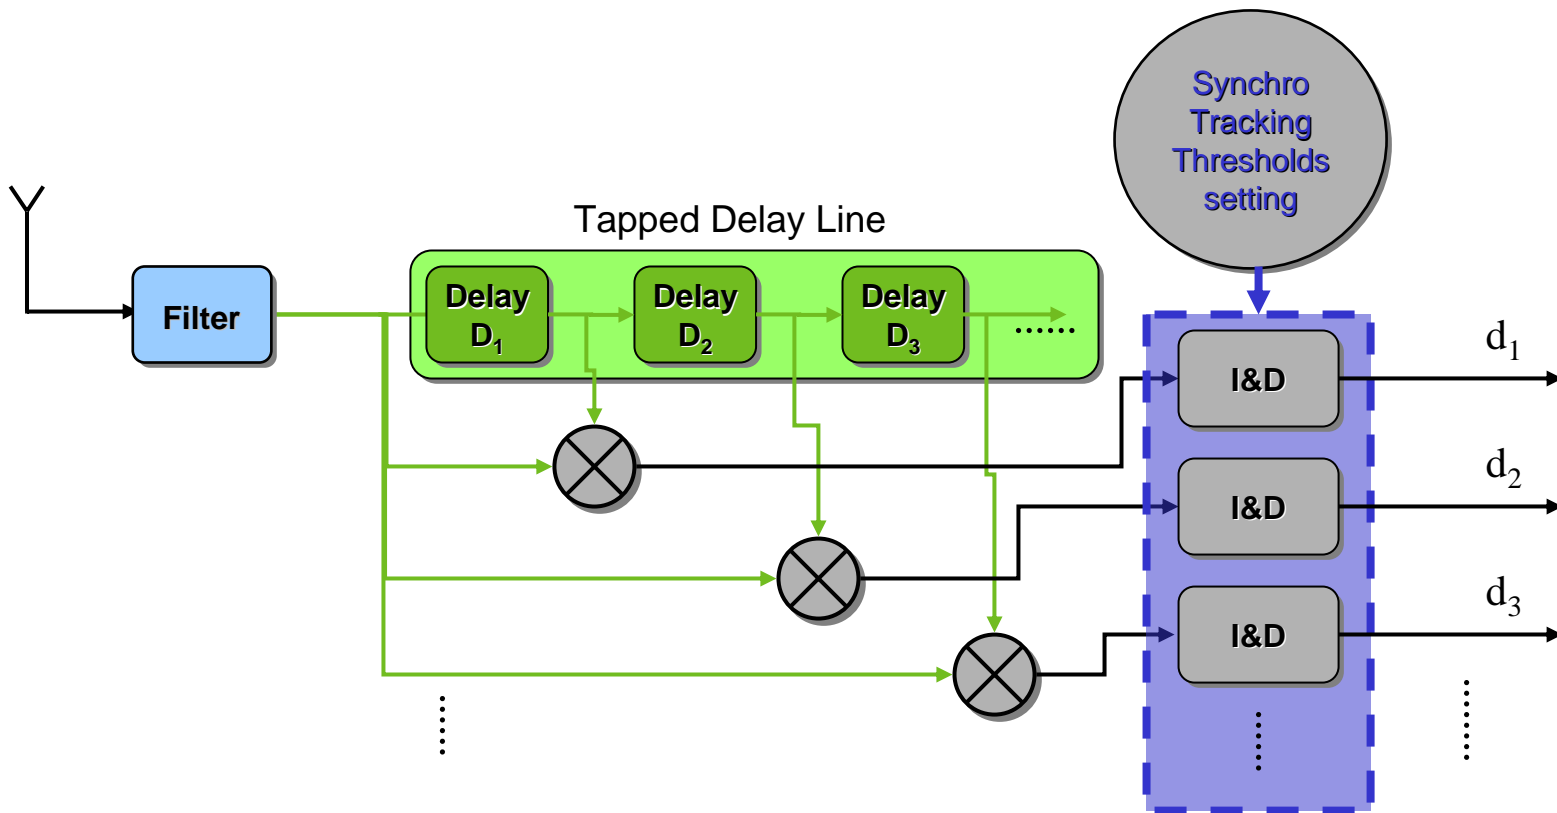 Synchro
Tracking
Thresholds
setting
Tapped Delay Line
Filter
Delay
D1
Delay
D2
Delay
D3
......
I&D
d1
I&D
d2
I&D
d3